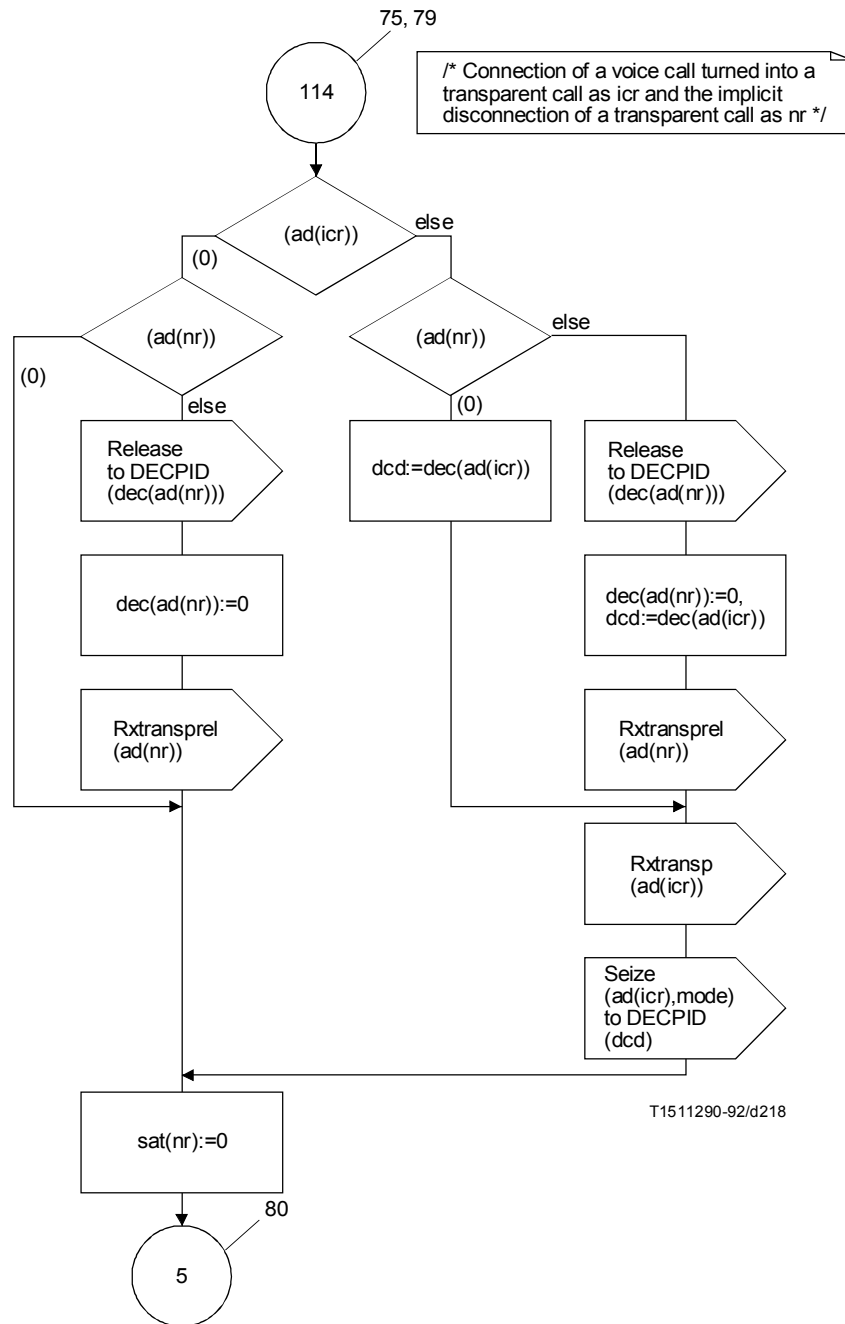 75, 79
114
/* Connection of a voice call turned into a
transparent call as icr and the implicit
disconnection of a transparent call as nr */
(ad(icr))
else
(0)
(ad(nr))
(ad(nr))
else
(0)
else
(0)
Release
to DECPID
(dec(ad(nr)))
dcd:=dec(ad(icr))
Release
to DECPID
(dec(ad(nr)))
dec(ad(nr)):=0
dec(ad(nr)):=0,
dcd:=dec(ad(icr))
Rxtransprel
(ad(nr))
Rxtransprel
(ad(nr))
Rxtransp
(ad(icr))
Seize
(ad(icr),mode)
to DECPID
(dcd)
T1511290-92/d218
sat(nr):=0
80
5